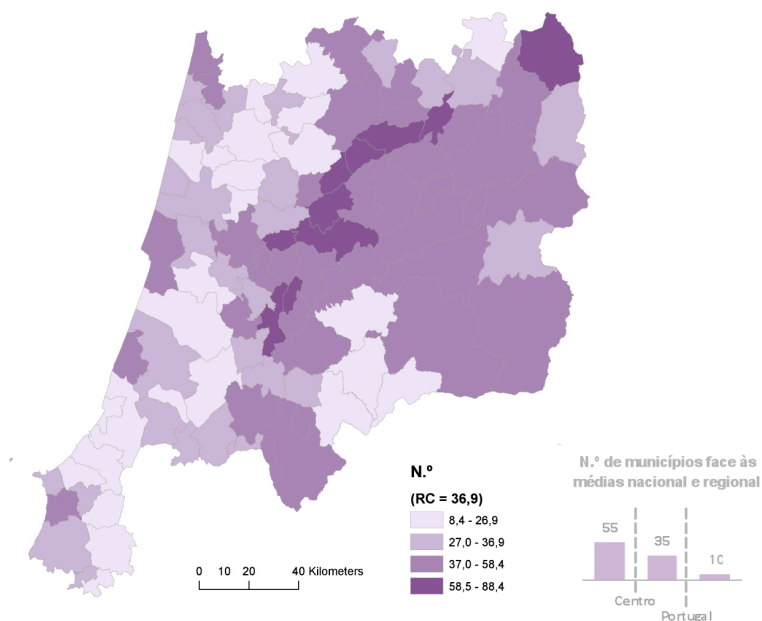 N.º
(RC = 36,9)
8,4 - 26,9
27,0 - 36,9
37,0 - 58,4
58,5 - 88,4
0 10 20 40 Kilometers
N.º de municípios face às
médias nacional e regional
55
35
10
Centro
Portugal